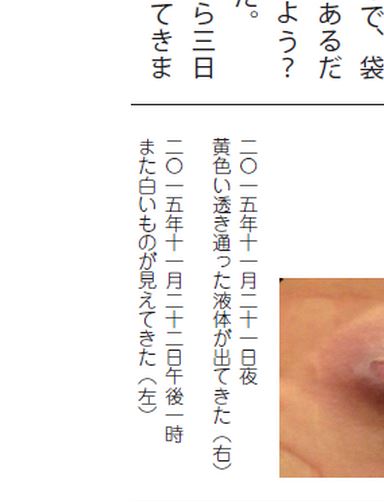 で、袋
あるだ
よう？
た。
ら三日
てきま
二〇一五年十一月二十一日夜
黄色い透き通った液体が出てきた（右）
二〇一五年十一月二十二日午後一時
また白いものが見えてきた（左）